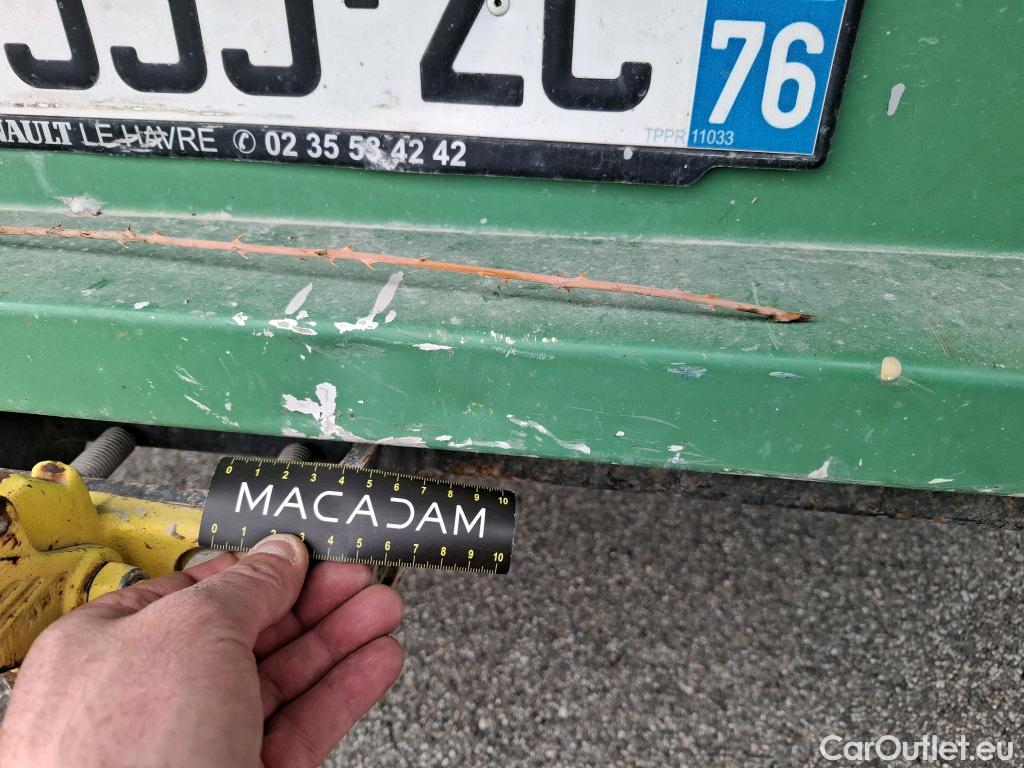 76
NAULT LE HAVRE ✆ 02 35 53 42 42
TPPR 11033
0 1 2 3 4 5 6 7 8 9 10
MACADAM
0 1 2 3 4 5 6 7 8 9 10
CarOutlet.eu